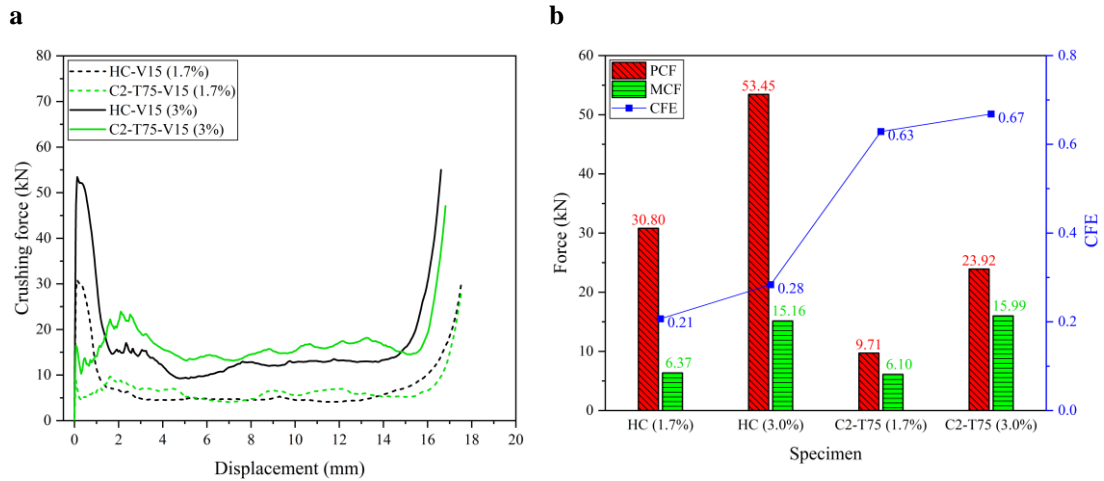 a
80
70
60
50
40
30
20
10
0
Crushing force (kN)
HC-V15 (1.7%)
C2-T75-V15 (1.7%)
HC-V15 (3%)
C2-T75-V15 (3%)
0 2 4 6 8 10 12 14 16 18 20
Displacement (mm)
b
60
50
40
30
20
10
0
Force (kN)
PCF
MCF
CFE
30.80
6.37
0.21
53.45
15.16
0.28
9.71
6.10
0.63
23.92
15.99
0.67
0.8
0.6
0.4
0.2
0.0
CFE
HC (1.7%) HC (3.0%) C2-T75 (1.7%) C2-T75 (3.0%)
Specimen